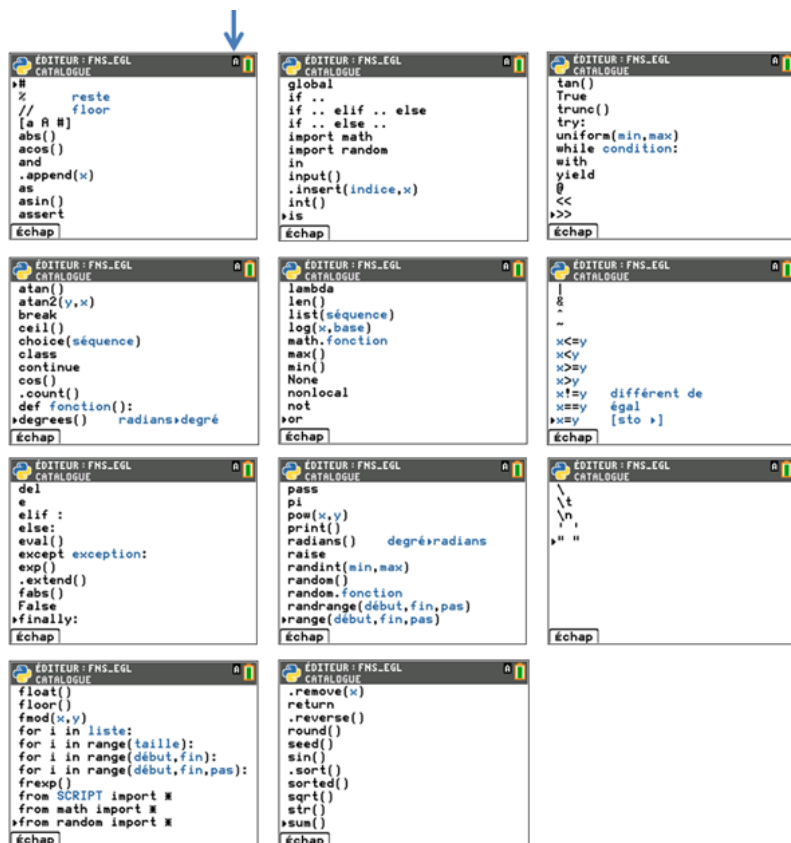 ÉDITEUR : FNS_EGL A
CATALOGUE
▸#
% reste
// floor
[a A #]
abs()
acos()
and
.append(x)
as
asin()
assert
Échap
ÉDITEUR : FNS_EGL A
CATALOGUE
atan()
atan2(y,x)
break
ceil()
choice(séquence)
class
continue
cos()
.count()
def fonction():
▸degrees() radians▸degré
Échap
ÉDITEUR : FNS_EGL A
CATALOGUE
del
e
elif :
else:
eval()
except exception:
exp()
.extend()
fabs()
False
▸finally:
Échap
ÉDITEUR : FNS_EGL A
CATALOGUE
float()
floor()
fmod(x,y)
for i in liste:
for i in range(taille):
for i in range(début,fin):
for i in range(début,fin,pas):
frexp()
from SCRIPT import *
from math import *
▸from random import *
Échap
ÉDITEUR : FNS_EGL A
CATALOGUE
global
if ..
if .. elif .. else
if .. else ..
import math
import random
in
input()
.insert(indice,x)
int()
▸is
Échap
ÉDITEUR : FNS_EGL A
CATALOGUE
lambda
len()
list(séquence)
log(x,base)
math.fonction
max()
min()
None
nonlocal
not
▸or
Échap
ÉDITEUR : FNS_EGL A
CATALOGUE
pass
pi
pow(x,y)
print()
radians() degré▸radians
raise
randint(min,max)
random()
random.fonction
randrange(début,fin,pas)
▸range(début,fin,pas)
Échap
ÉDITEUR : FNS_EGL A
CATALOGUE
.remove(x)
return
.reverse()
round()
seed()
sin()
.sort()
sorted()
sqrt()
str()
▸sum()
Échap
ÉDITEUR : FNS_EGL A
CATALOGUE
tan()
True
trunc()
try:
uniform(min,max)
while condition:
with
yield
@
<<
▸>>
Échap
ÉDITEUR : FNS_EGL A
CATALOGUE
|
&
^
~
x<=y
x<y
x>=y
x>y
x!=y différent de
x==y égal
▸x=y [sto ▸]
Échap
ÉDITEUR : FNS_EGL A
CATALOGUE
\
\t
\n
' '
▸" "
Échap